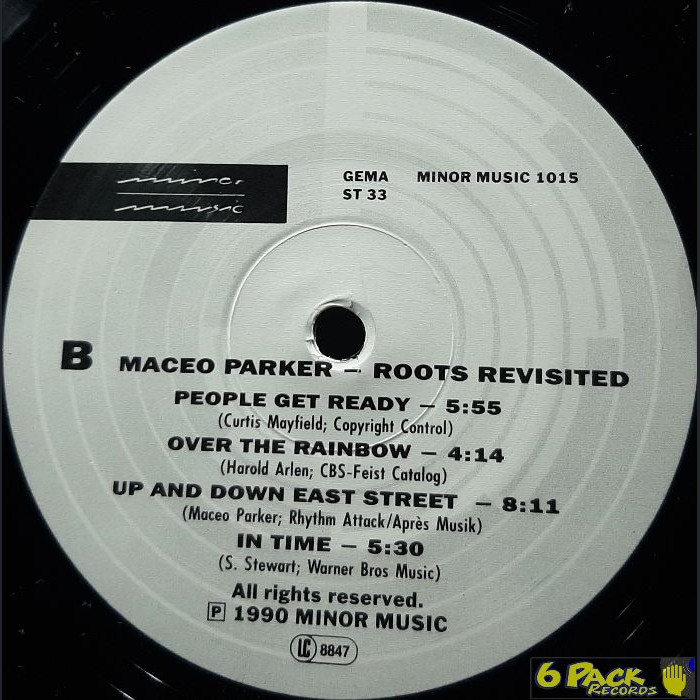 minor
music
GEMA MINOR MUSIC 1015
ST 33
B MACEO PARKER – ROOTS REVISITED
PEOPLE GET READY – 5:55
(Curtis Mayfield; Copyright Control)
OVER THE RAINBOW – 4:14
(Harold Arlen; CBS-Feist Catalog)
UP AND DOWN EAST STREET – 8:11
(Maceo Parker; Rhythm Attack/Après Musik)
IN TIME – 5:30
(S. Stewart; Warner Bros Music)
All rights reserved.
P 1990 MINOR MUSIC
LC 8847
6 PACK
RECORDS